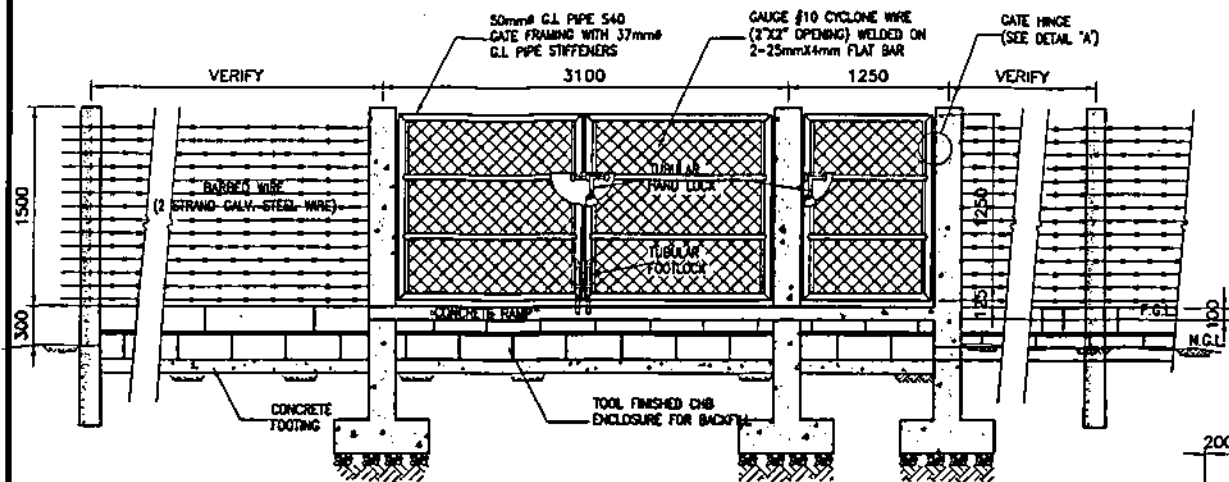 50mmø G.I. PIPE S40
GATE FRAMING WITH 37mmø
G.I. PIPE STIFFENERS
GAUGE #10 CYCLONE WIRE
(2"X2" OPENING) WELDED ON
2-25mmX4mm FLAT BAR
GATE HINGE
(SEE DETAIL 'A')
VERIFY
3100
1250
VERIFY
TUBULAR
HAND LOCK
BARBED WIRE
(2 STRAND GALV. STEEL WIRE)
1500
1250
TUBULAR
FOOTLOCK
125
"CONCRETE RAMP"
F.G.L
100
300
N.G.L
CONCRETE
FOOTING
TOOL FINISHED CHB
ENCLOSURE FOR BACKFILL
200